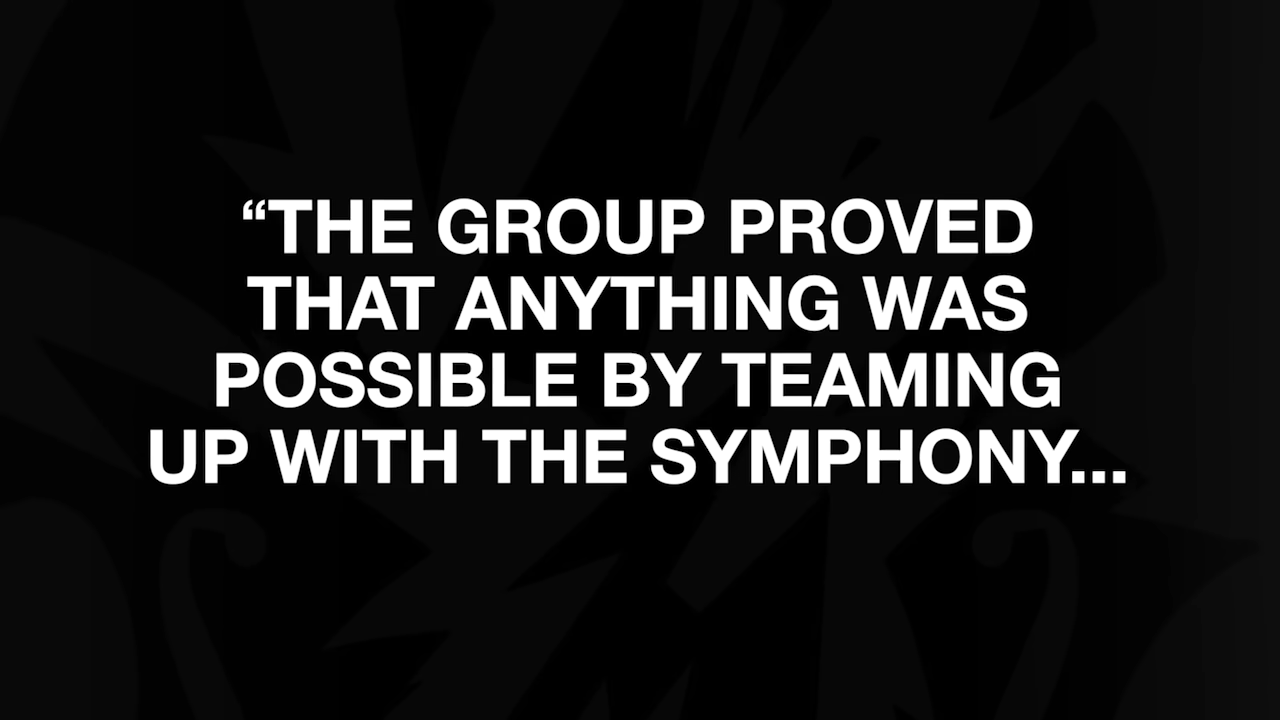 “THE GROUP PROVED
THAT ANYTHING WAS
POSSIBLE BY TEAMING
UP WITH THE SYMPHONY...